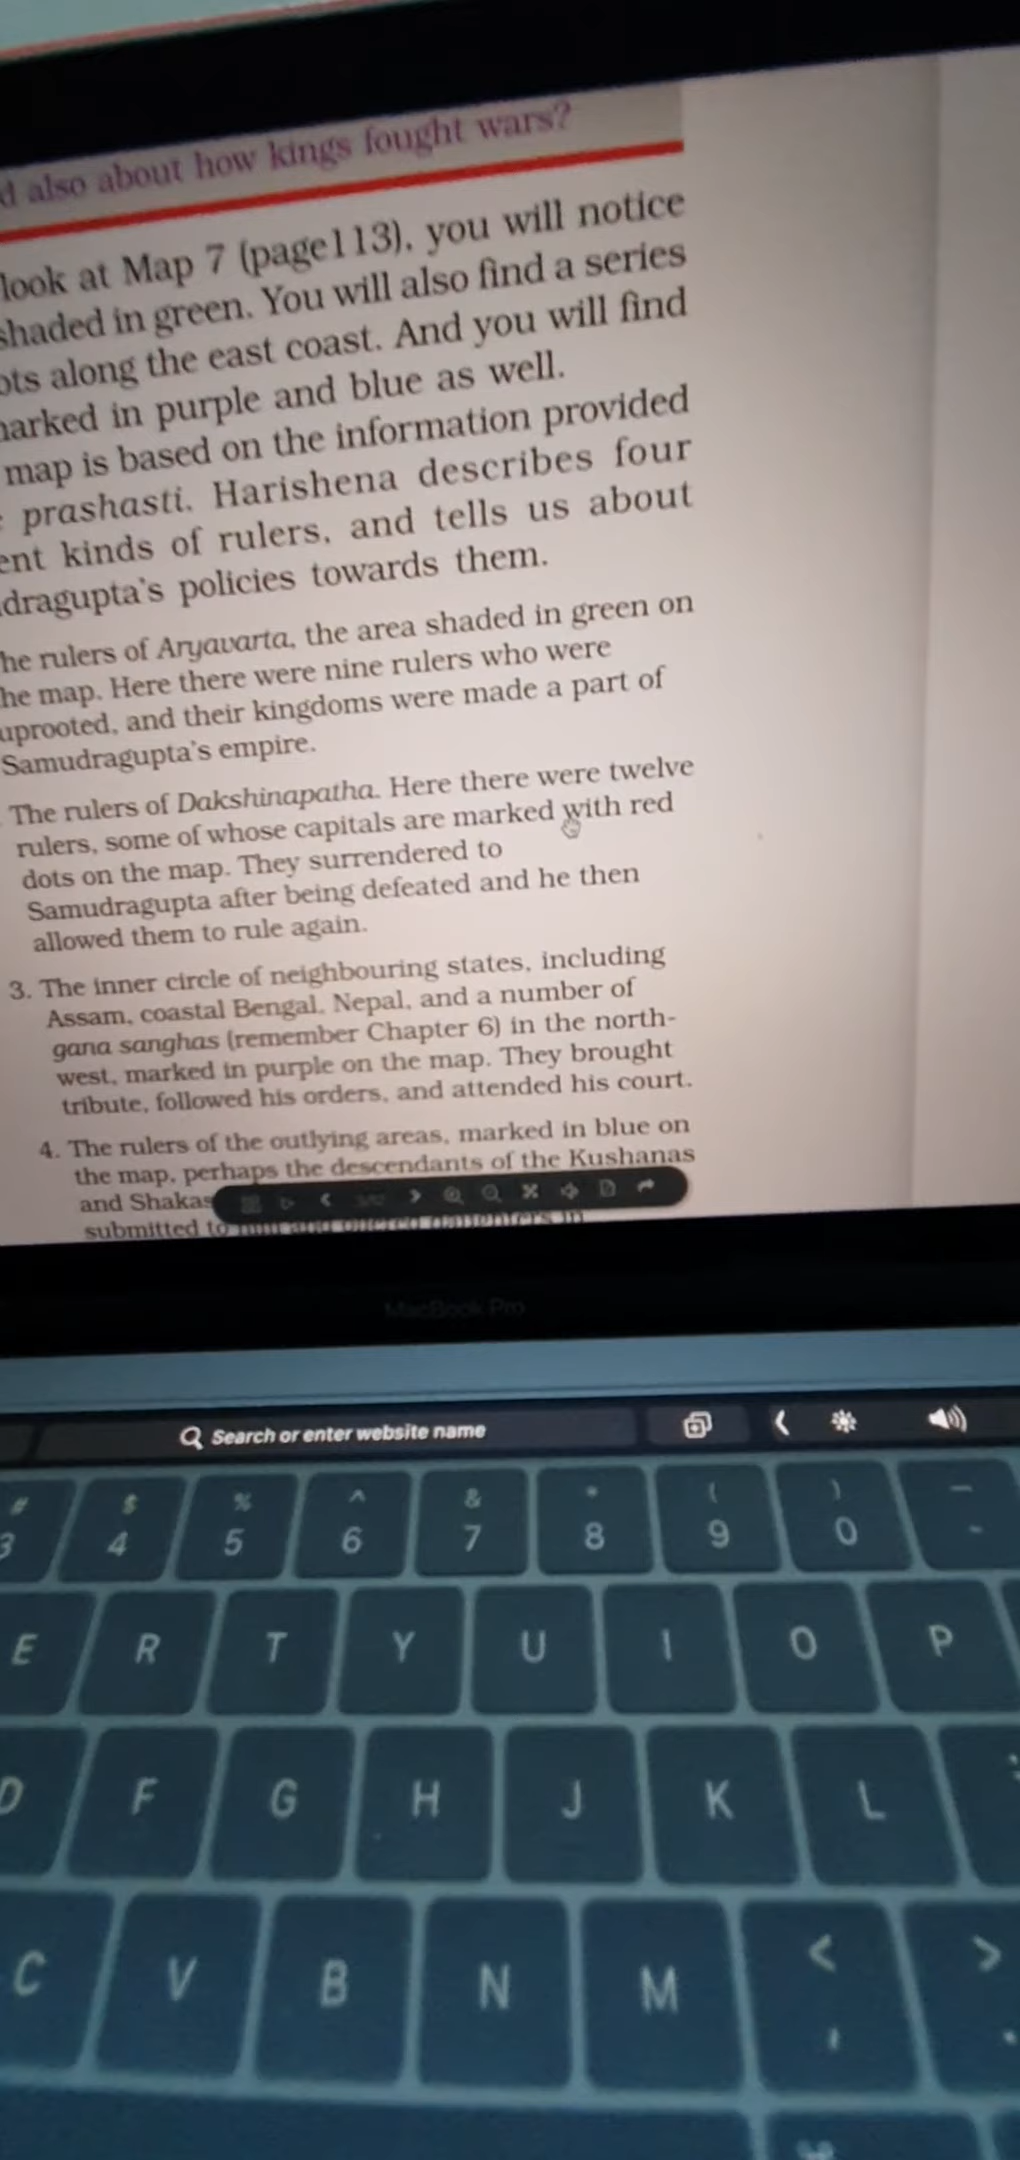 also about how kings fought wars?
look at Map 7 (page113), you will notice
shaded in green. You will also find a series
along the east coast. And you will find
in purple and blue as well.
map is based on the information provided
prashasti. Harishena describes four
kinds of rulers, and tells us about
policies towards them.
rulers of Aryavarta, the area shaded in green on
map. Here there were nine rulers who were
uprooted, and their kingdoms were made a part of
Samudragupta's empire.
The rulers of Dakshinapatha. Here there were twelve
rulers, some of whose capitals are marked with red
dots on the map. They surrendered to
Samudragupta after being defeated and he then
allowed them to rule again.
3. The inner circle of neighbouring states, including
Assam, coastal Bengal, Nepal, and a number of
gana sanghas (remember Chapter 6) in the north-
west, marked in purple on the map. They brought
tribute, followed his orders, and attended his court.
4. The rulers of the outlying areas, marked in blue on
the map, perhaps the descendants of the Kushanas
and Shakas
submitted to him and offered daughters in
MacBook Pro
Search or enter website name
# $ % ^ & * ( ) —
3 4 5 6 7 8 9 0 -
E R T Y U I O P
D F G H J K L :
C V B N M < >
, .